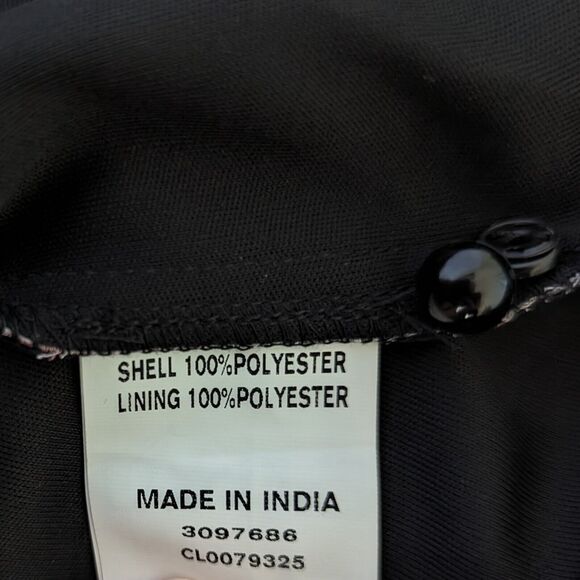 SHELL 100%POLYESTER
LINING 100%POLYESTER
MADE IN INDIA
3097686
CL0079325